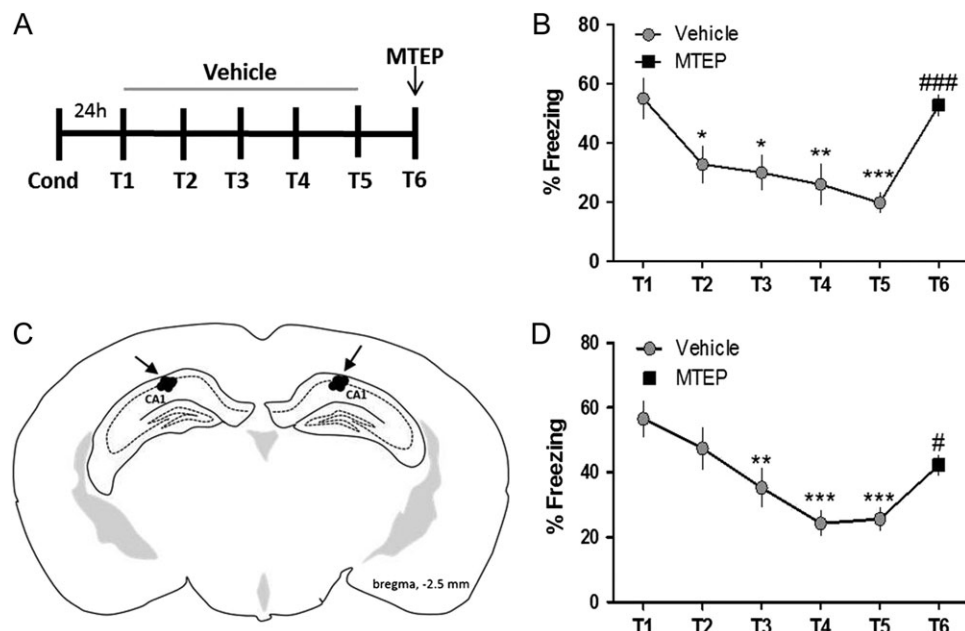 A
MTEP
Vehicle
24h
Cond T1 T2 T3 T4 T5 T6
B
Vehicle
MTEP
% Freezing
80
60
40
20
0
* * ** *** ###
T1 T2 T3 T4 T5 T6
C
CA1 CA1
bregma, -2.5 mm
D
Vehicle
MTEP
% Freezing
80
60
40
20
0
** *** *** #
T1 T2 T3 T4 T5 T6